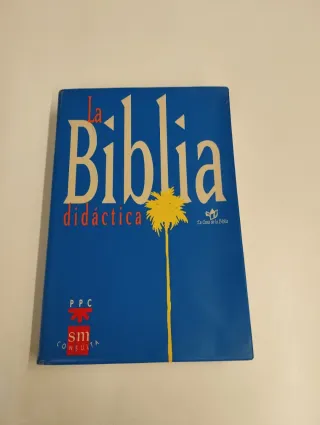 La
Biblia
didáctica
La Casa de la Biblia
PPC
sm
CONSULTA